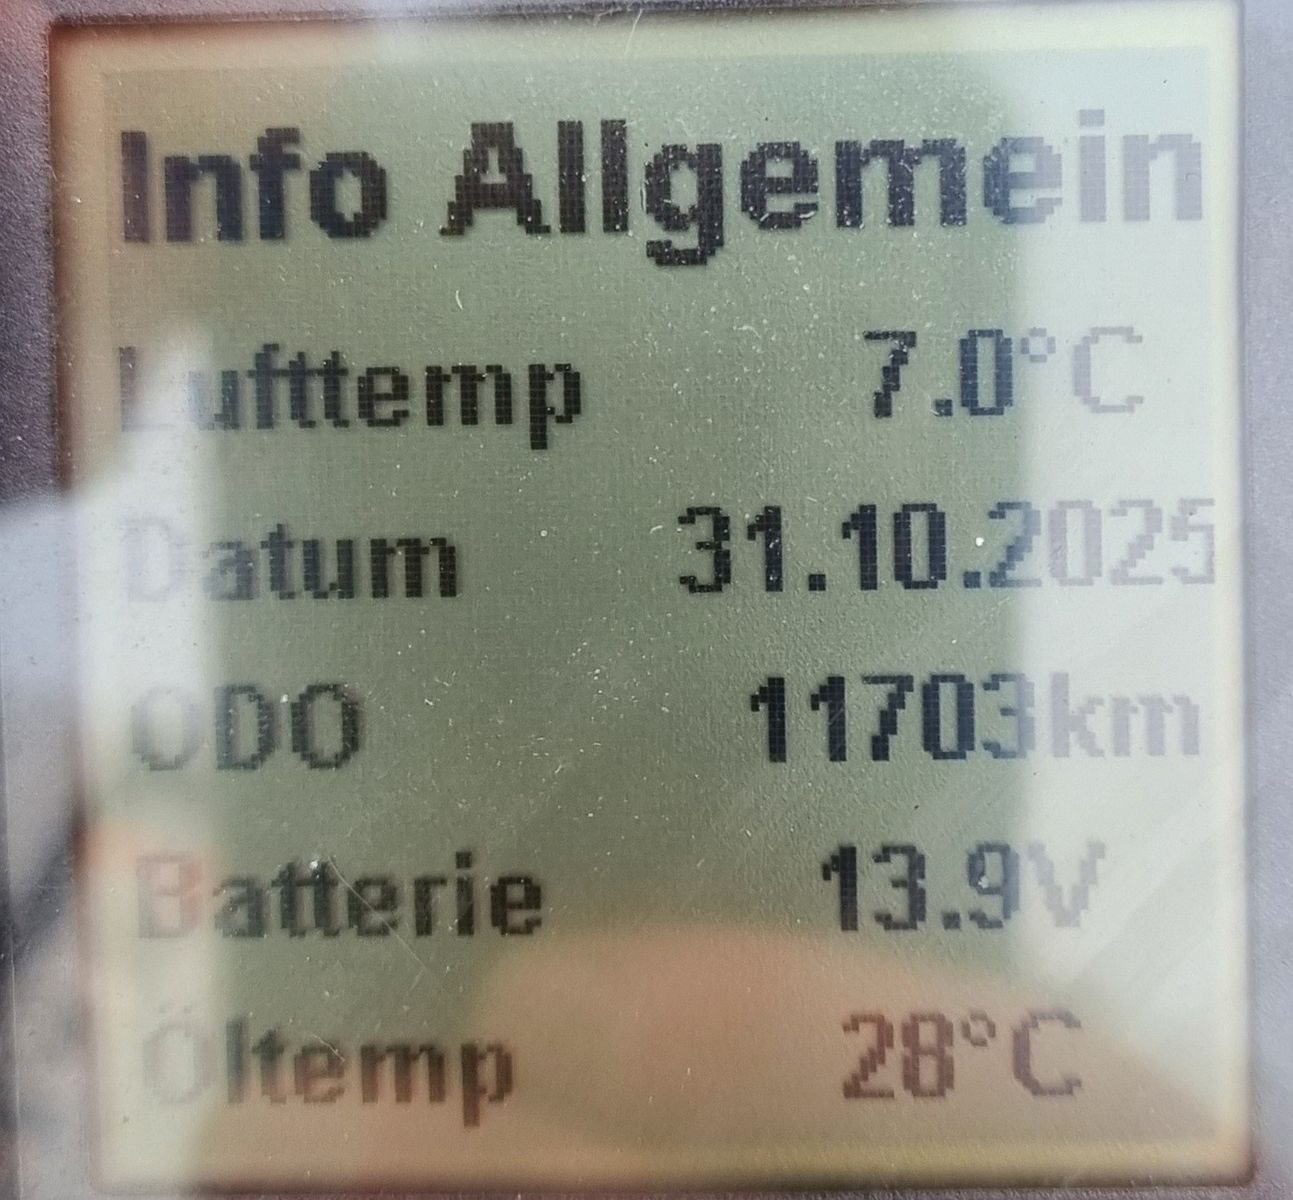 Info Allgemein
Lufttemp 7.0°C
Datum 31.10.2025
ODO 11703km
Batterie 13.9V
Öltemp 28°C